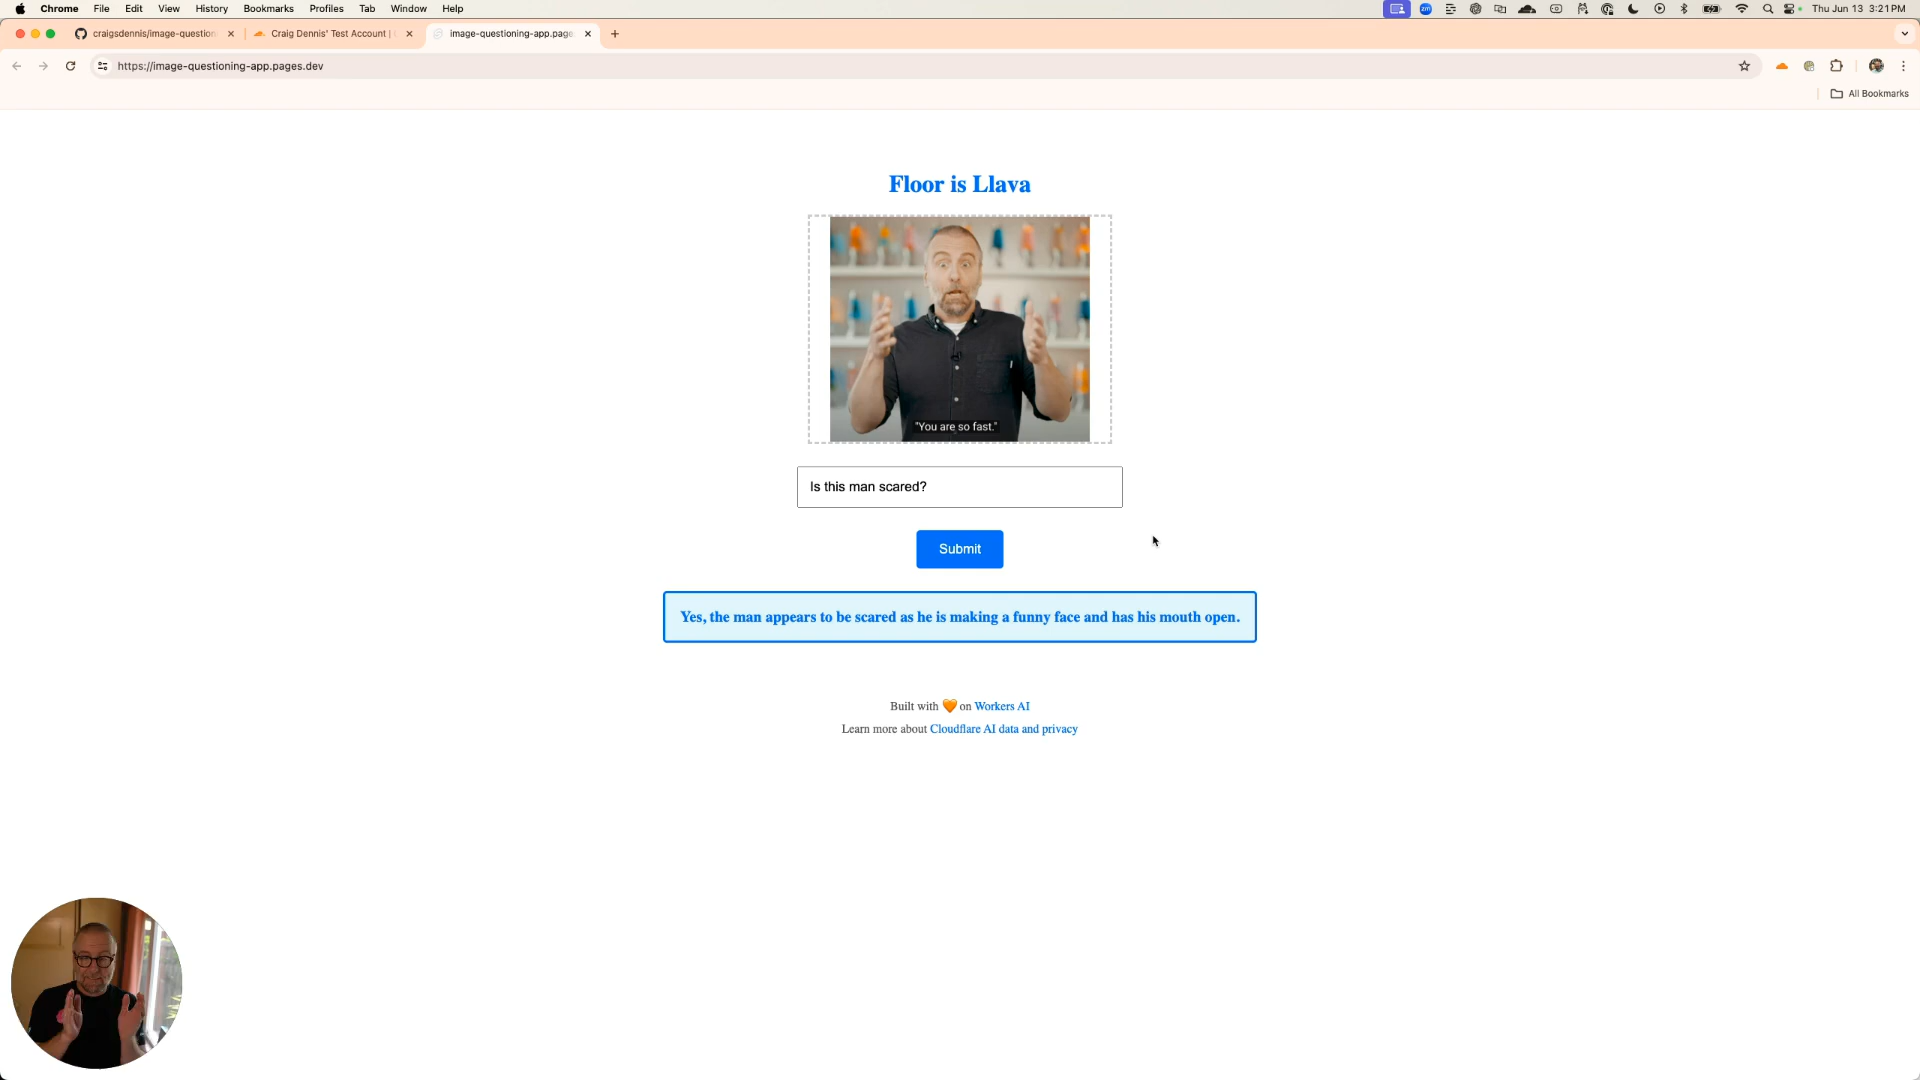 Chrome File Edit View History Bookmarks Profiles Tab Window Help
Thu Jun 13 3:21 PM
craigsdennis/image-question
Craig Dennis' Test Account |
image-questioning-app.page
https://image-questioning-app.pages.dev
All Bookmarks
Floor is Llava
"You are so fast."
Is this man scared?
Submit
Yes, the man appears to be scared as he is making a funny face and has his mouth open.
Built with 🧡 on Workers AI
Learn more about Cloudflare AI data and privacy